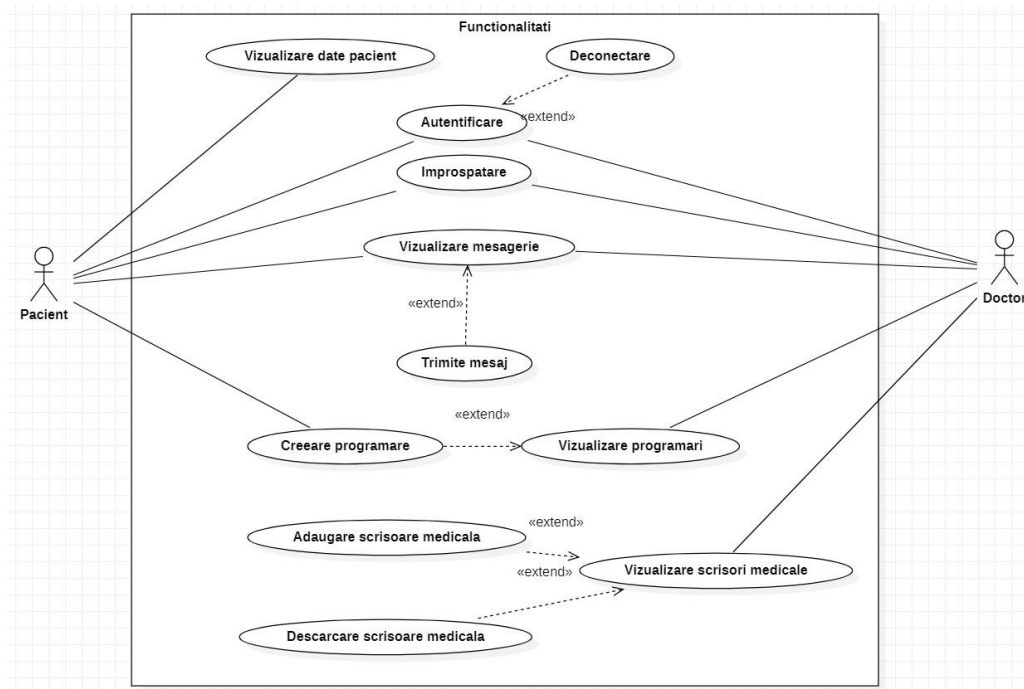 Functionalitati
Vizualizare date pacient
Deconectare
«extend»
Autentificare
Improspatare
Vizualizare mesagerie
«extend»
Trimite mesaj
Pacient
Doctor
«extend»
Creeare programare
Vizualizare programari
«extend»
Adaugare scrisoare medicala
«extend»
Vizualizare scrisori medicale
Descarcare scrisoare medicala